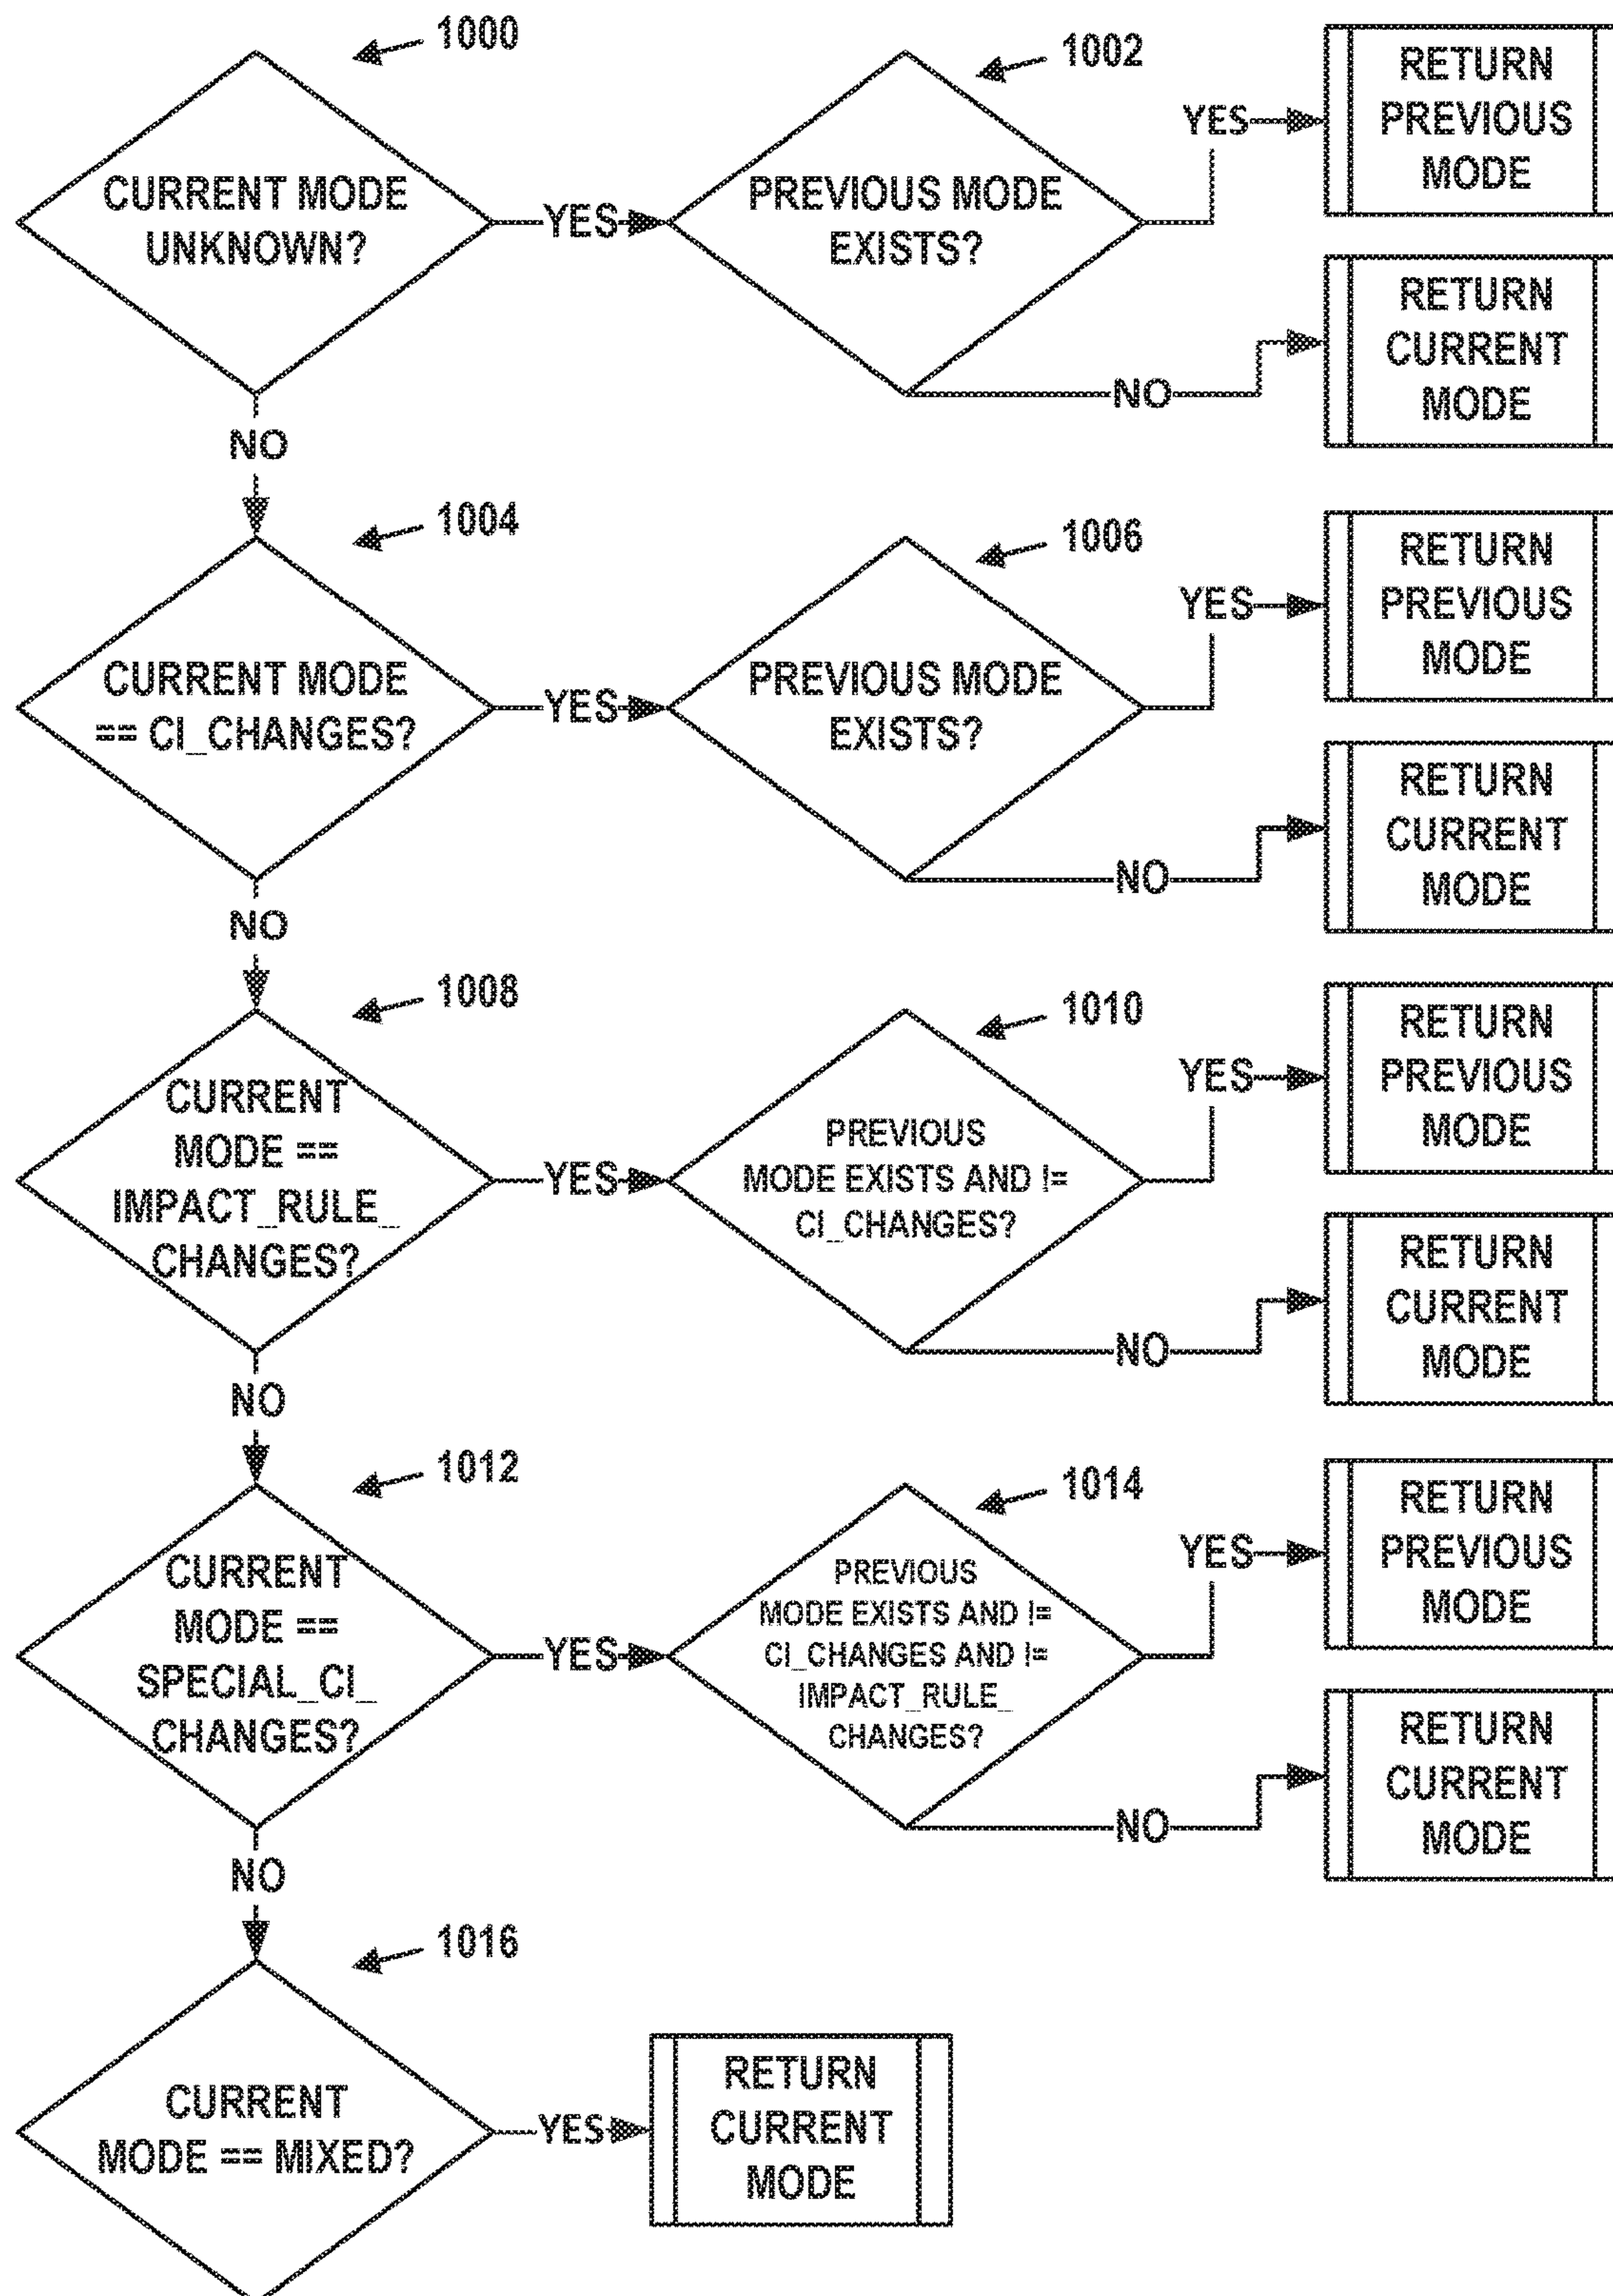 1000
1002
CURRENT MODE
UNKNOWN?
YES
PREVIOUS MODE
EXISTS?
YES
RETURN
PREVIOUS
MODE
NO
RETURN
CURRENT
MODE
NO
1004
1006
CURRENT MODE
== CI_CHANGES?
YES
PREVIOUS MODE
EXISTS?
YES
RETURN
PREVIOUS
MODE
NO
RETURN
CURRENT
MODE
NO
1008
1010
CURRENT
MODE ==
IMPACT_RULE_
CHANGES?
YES
PREVIOUS
MODE EXISTS AND !=
CI_CHANGES?
YES
RETURN
PREVIOUS
MODE
NO
RETURN
CURRENT
MODE
NO
1012
1014
CURRENT
MODE ==
SPECIAL_CI_
CHANGES?
YES
PREVIOUS
MODE EXISTS AND !=
CI_CHANGES AND !=
IMPACT_RULE_
CHANGES?
YES
RETURN
PREVIOUS
MODE
NO
RETURN
CURRENT
MODE
NO
1016
CURRENT
MODE == MIXED?
YES
RETURN
CURRENT
MODE